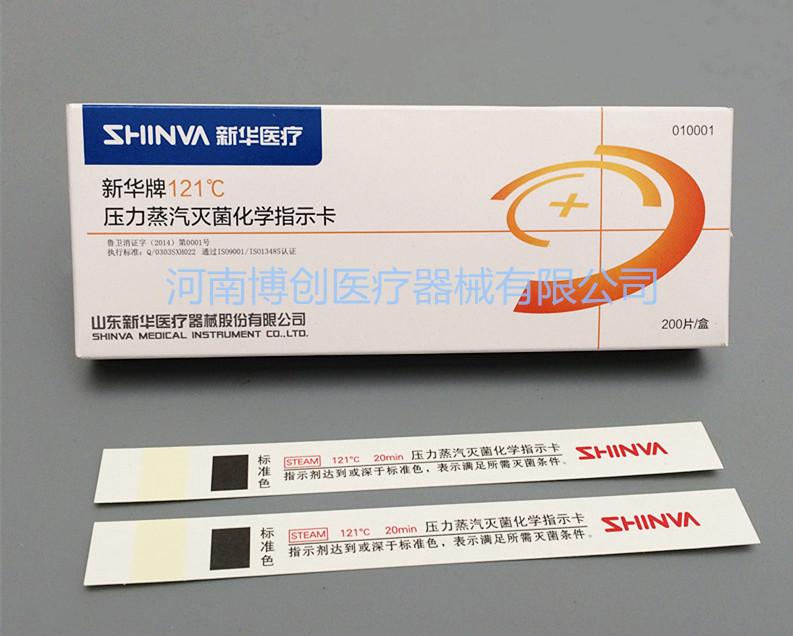 SHINVA 新华医疗
010001
新华牌121℃
压力蒸汽灭菌化学指示卡
鲁卫消证字（2014）第0001号
执行标准：Q/0303SXH022 通过ISO9001/ISO13485认证
河南博创医疗器械有限公司
山东新华医疗器械股份有限公司
SHINVA MEDICAL INSTRUMENT CO.,LTD.
200片/盒
标准色
STEAM 121℃ 20min 压力蒸汽灭菌化学指示卡
指示剂达到或深于标准色，表示满足所需灭菌条件。
SHINVA
标准色
STEAM 121℃ 20min 压力蒸汽灭菌化学指示卡
指示剂达到或深于标准色，表示满足所需灭菌条件。
SHINVA